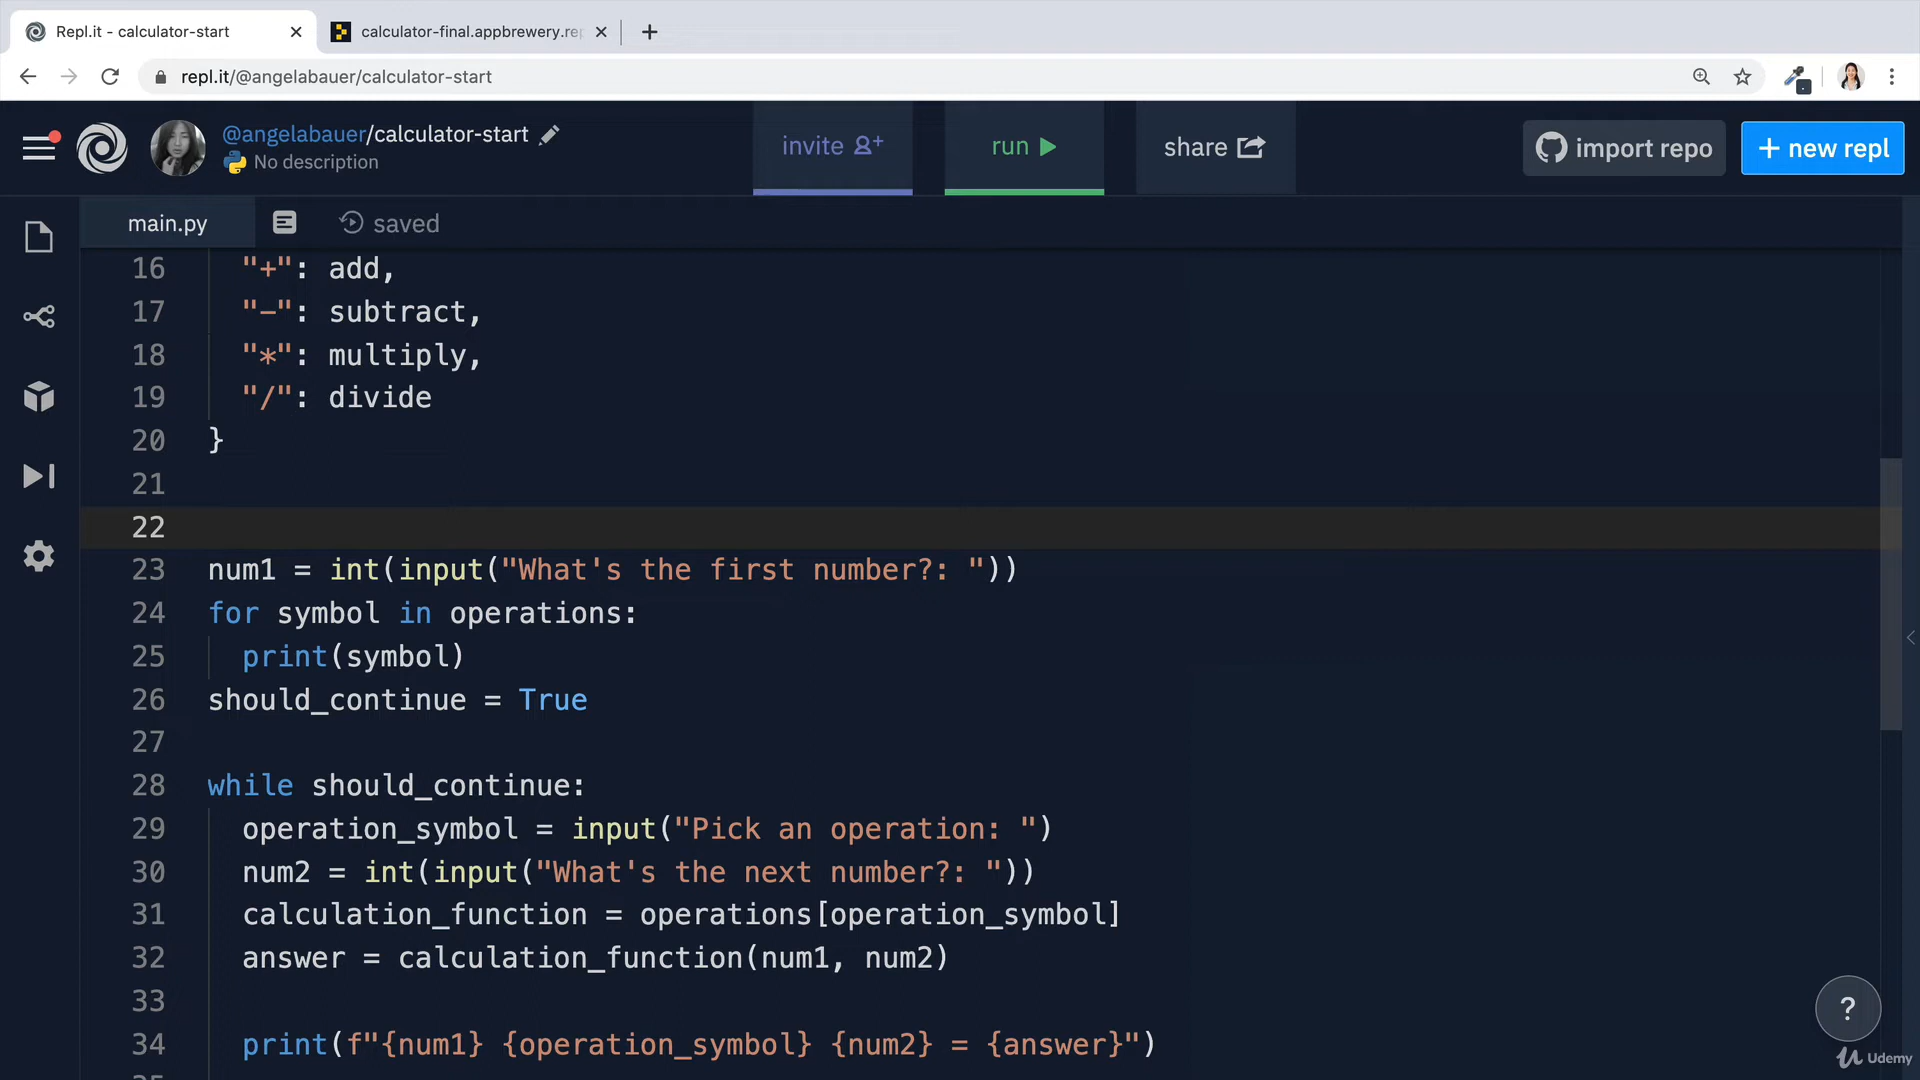 Repl.it - calculator-start
calculator-final.appbrewery.rep
repl.it/@angelabauer/calculator-start
@angelabauer/calculator-start
No description
invite
run
share
import repo
+ new repl
main.py
saved
16 "+": add,
17 "-": subtract,
18 "*": multiply,
19 "/": divide
20 }
21
22
23 num1 = int(input("What's the first number?: "))
24 for symbol in operations:
25 print(symbol)
26 should_continue = True
27
28 while should_continue:
29 operation_symbol = input("Pick an operation: ")
30 num2 = int(input("What's the next number?: "))
31 calculation_function = operations[operation_symbol]
32 answer = calculation_function(num1, num2)
33
34 print(f"{num1} {operation_symbol} {num2} = {answer}")
?
Udemy